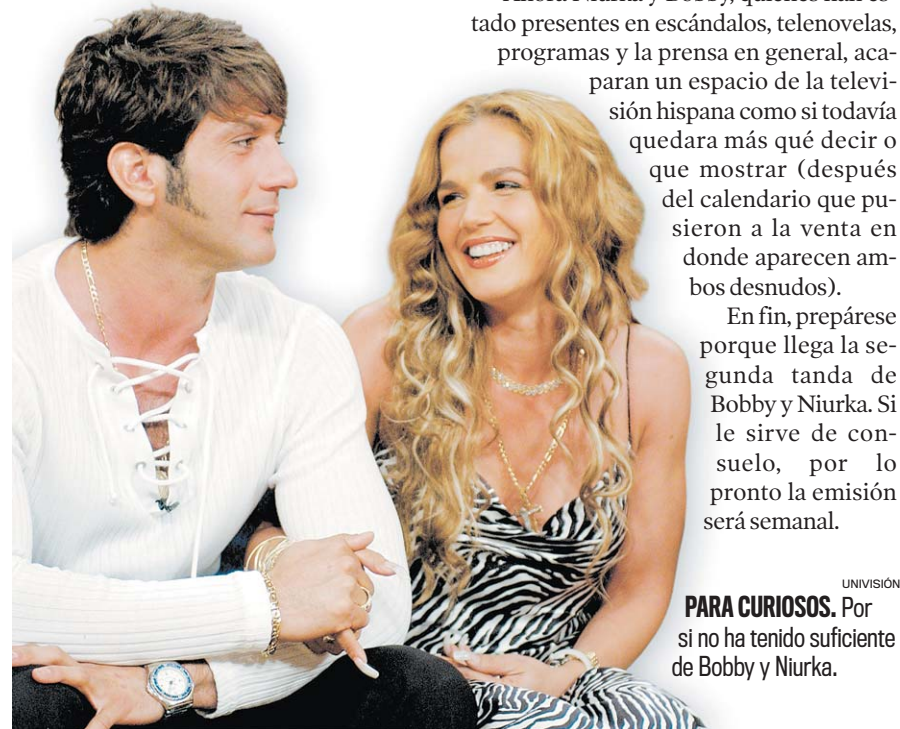 tado presentes en escándalos, telenovelas,
programas y la prensa en general, aca-
paran un espacio de la televi-
sión hispana como si todavía
quedara más qué decir o
que mostrar (después
del calendario que pu-
sieron a la venta en
donde aparecen am-
bos desnudos).
En fin, prepárese
porque llega la se-
gunda tanda de
Bobby y Niurka. Si
le sirve de con-
suelo, por lo
pronto la emisión
será semanal.
UNIVISIÓN
PARA CURIOSOS. Por
si no ha tenido suficiente
de Bobby y Niurka.